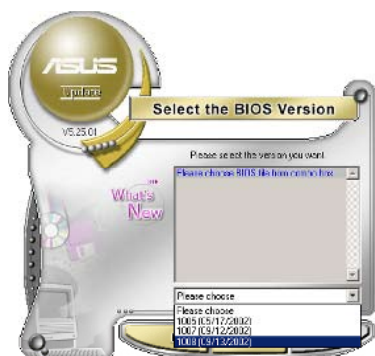 ASUS
Update
V5.25.01
Select the BIOS Version
Please select the version you want
Please choose BIOS file from combo box
What's
New
Please choose
Please choose
1005 (05/17/2002)
1007 (09/12/2002)
1008 (09/13/2002)